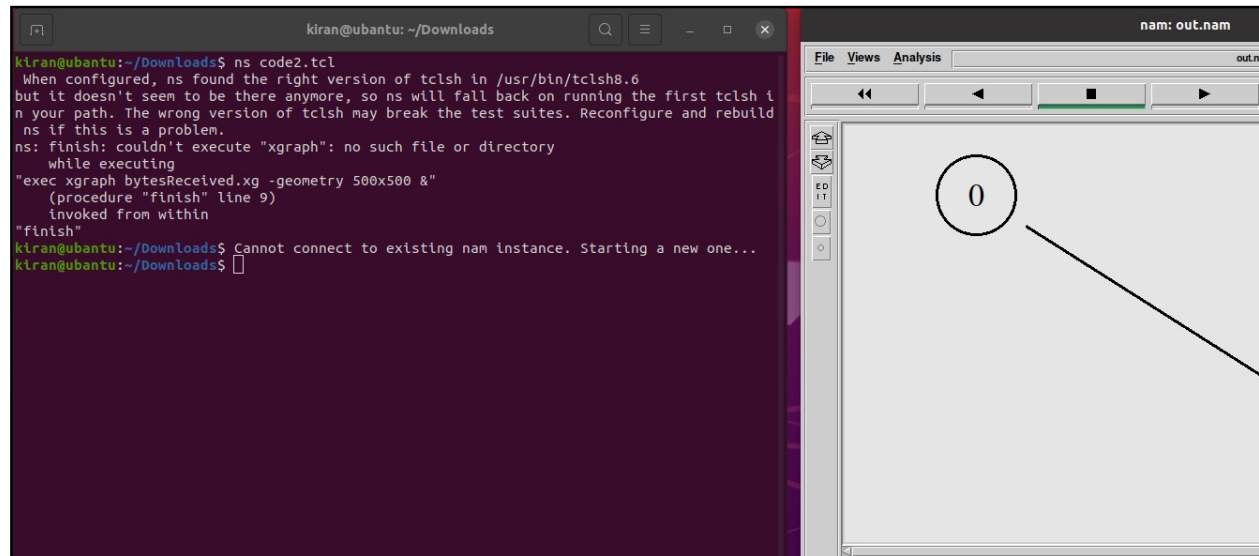 kiran@ubuntu: ~/Downloads
kiran@ubuntu:~/Downloads$ ns code2.tcl
 When configured, ns found the right version of tclsh in /usr/bin/tclsh8.6
but it doesn't seem to be there anymore, so ns will fall back on running the first tclsh i
n your path. The wrong version of tclsh may break the test suites. Reconfigure and rebuild
 ns if this is a problem.
ns: finish: couldn't execute "xgraph": no such file or directory
    while executing
"exec xgraph bytesReceived.xg -geometry 500x500 &"
    (procedure "finish" line 9)
    invoked from within
"finish"
kiran@ubuntu:~/Downloads$ Cannot connect to existing nam instance. Starting a new one...
kiran@ubuntu:~/Downloads$
nam: out.nam
File Views Analysis out.n
ED
IT
0